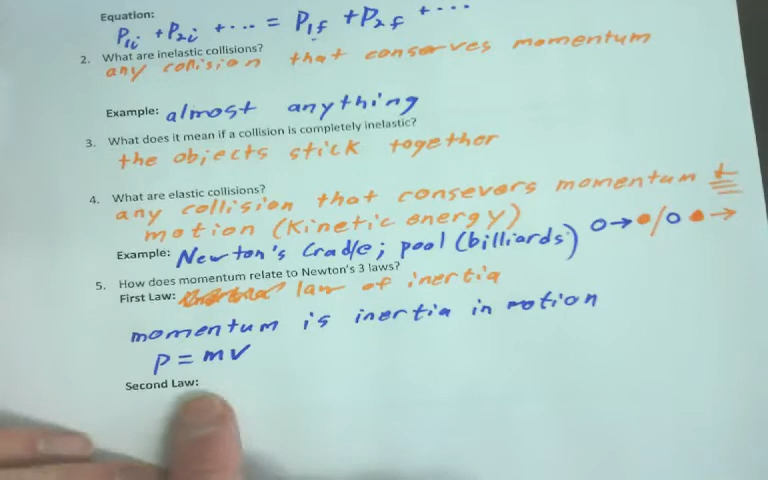 Equation:
P1i + P2i + ... = P1f + P2f + ...
2. What are inelastic collisions?
any collision that conserves momentum
Example: almost anything
3. What does it mean if a collision is completely inelastic?
the objects stick together
4. What are elastic collisions?
any collision that consevers momentum +
motion (Kinetic energy)
Example: Newton's Cradle; pool (billiards)
5. How does momentum relate to Newton's 3 laws?
First Law: law of inertia
momentum is inertia in motion
P = mv
Second Law: